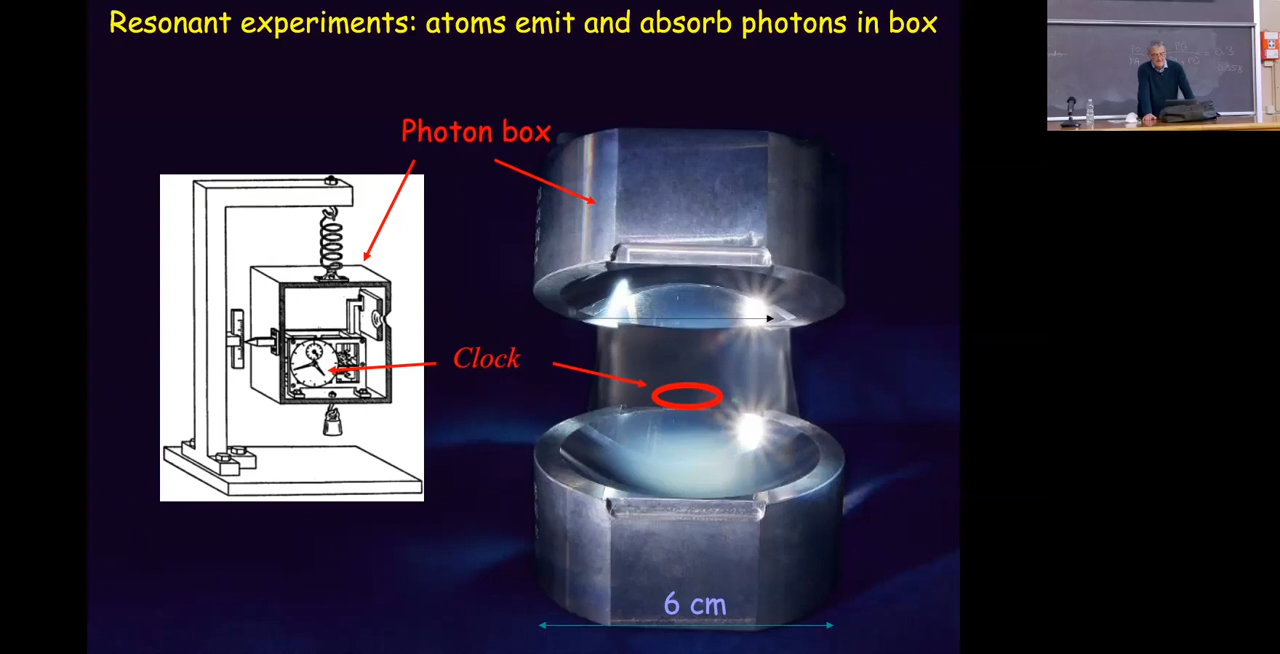 Resonant experiments: atoms emit and absorb photons in box
Photon box
Clock
6 cm